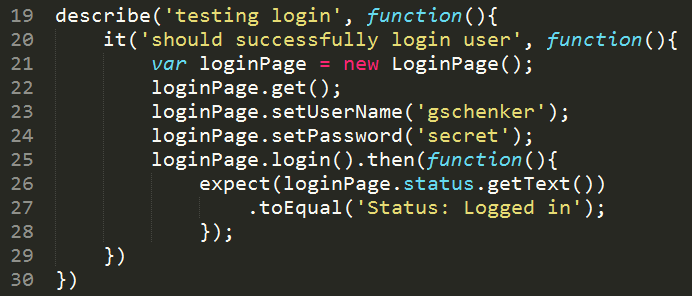 19 describe('testing login', function(){
20     it('should successfully login user', function(){
21         var loginPage = new LoginPage();
22         loginPage.get();
23         loginPage.setUserName('gschenker');
24         loginPage.setPassword('secret');
25         loginPage.login().then(function(){
26             expect(loginPage.status.getText())
27                 .toEqual('Status: Logged in');
28             });
29     })
30 })